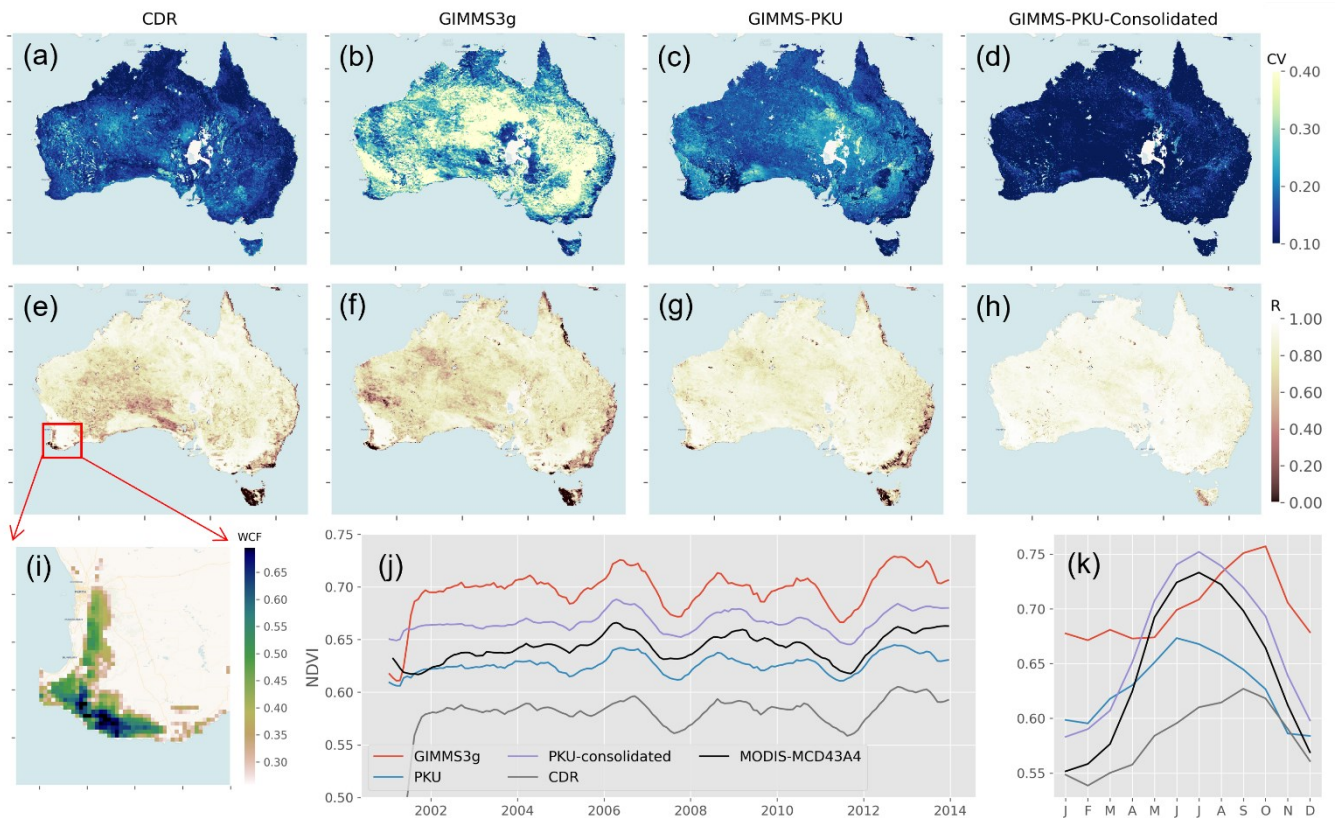 CDR
GIMMS3g
GIMMS-PKU
GIMMS-PKU-Consolidated
(a)
(b)
(c)
(d)
CV
0.40
0.30
0.20
0.10
(e)
(f)
(g)
(h)
R
1.00
0.80
0.60
0.40
0.20
0.00
(i)
WCF
0.65
0.60
0.55
0.50
0.45
0.40
0.35
0.30
(j)
NDVI
0.75
0.70
0.65
0.60
0.55
0.50
GIMMS3g
PKU-consolidated
MODIS-MCD43A4
PKU
CDR
2002 2004 2006 2008 2010 2012 2014
(k)
0.75
0.70
0.65
0.60
0.55
J F M A M J J A S O N D